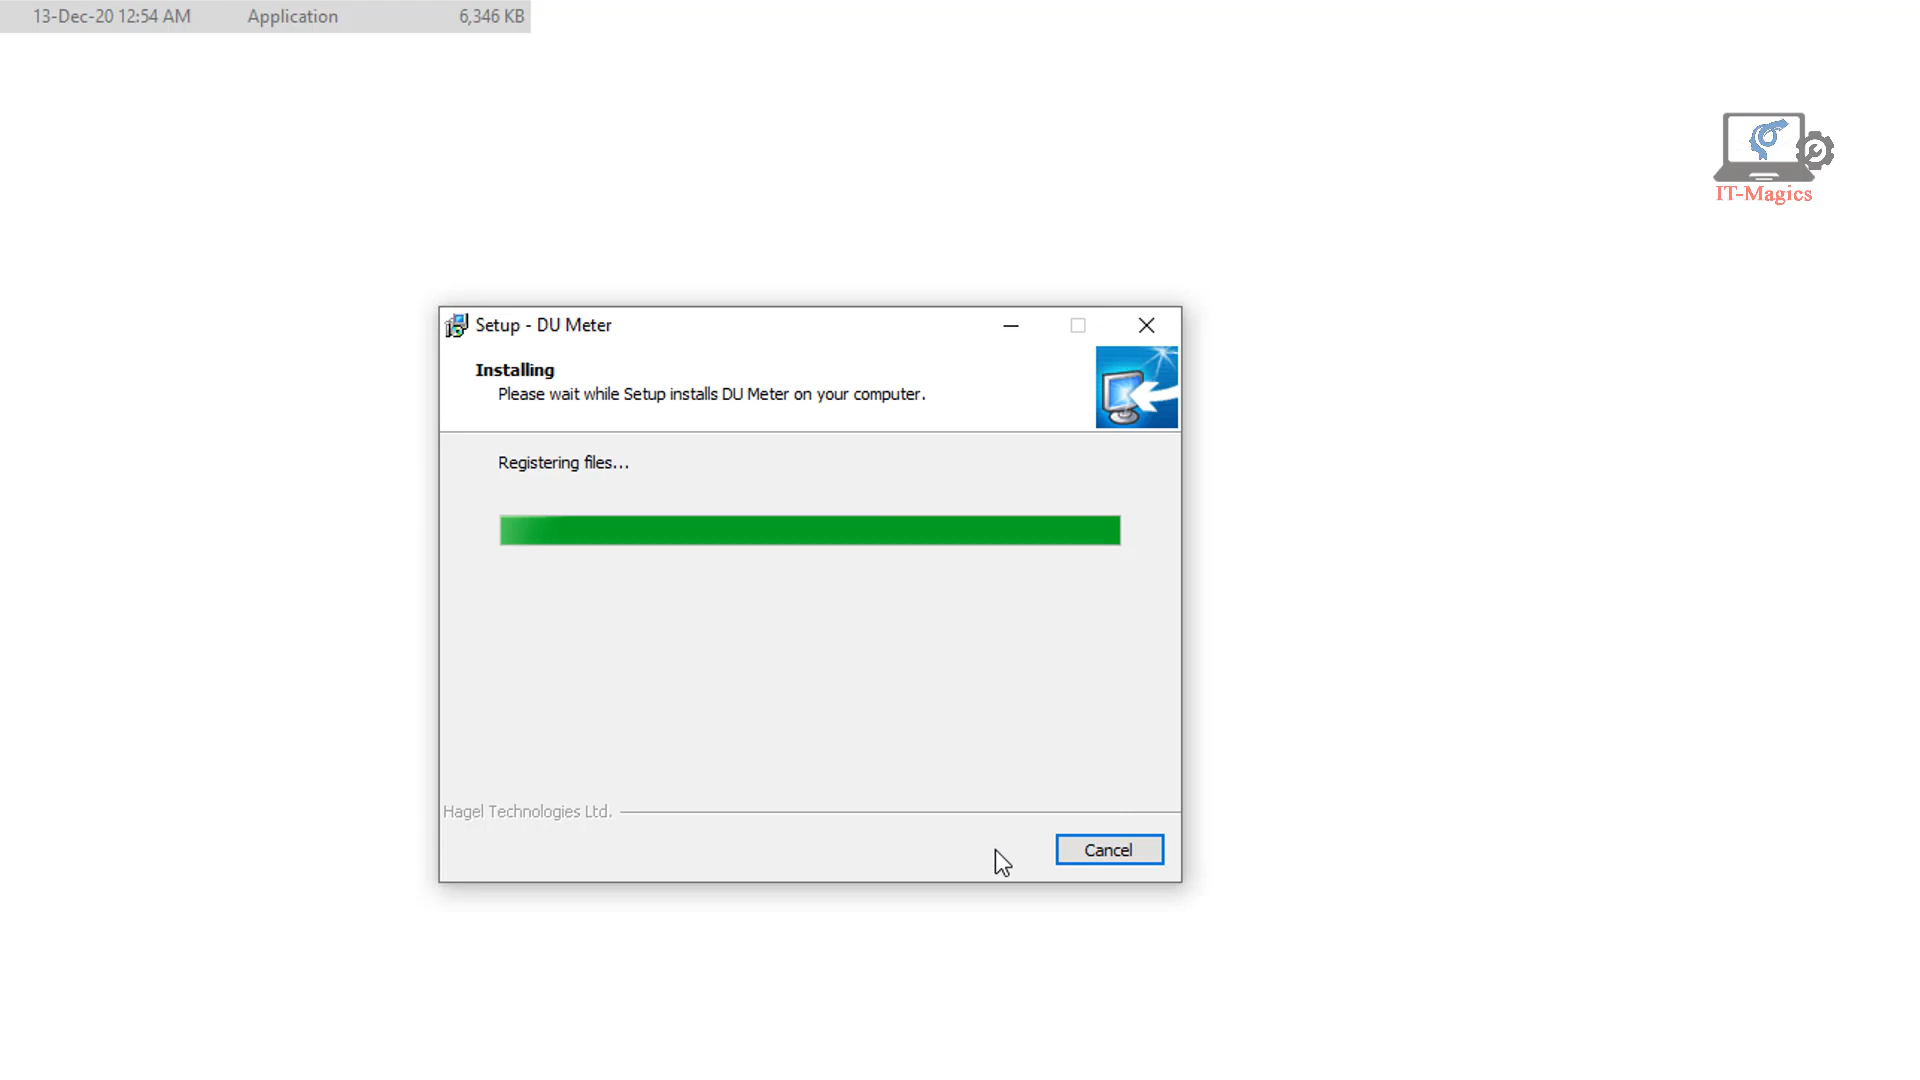 13-Dec-20 12:54 AM Application 6,346 KB
IT-Magics
Setup - DU Meter
Installing
Please wait while Setup installs DU Meter on your computer.
Registering files...
Hagel Technologies Ltd.
Cancel